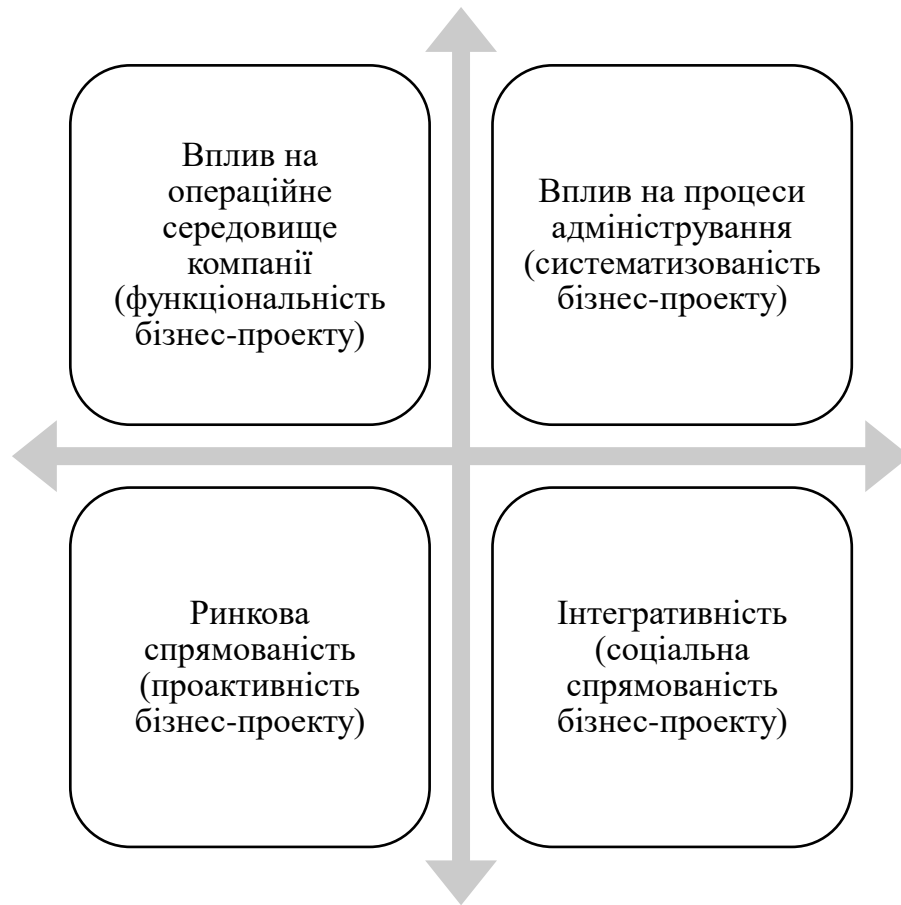 Вплив на
операційне
середовище
компанії
(функціональність
бізнес-проекту)
Вплив на процеси
адміністрування
(систематизованість
бізнес-проекту)
Ринкова
спрямованість
(проактивність
бізнес-проекту)
Інтегративність
(соціальна
спрямованість
бізнес-проекту)